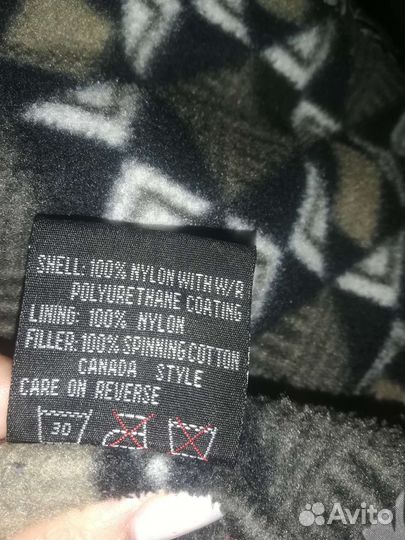 SHELL: 100% NYLON WITH W/R
POLYURETHANE COATING
LINING: 100% NYLON
FILLER: 100% SPINNING COTTON
CANADA STYLE
CARE ON REVERSE
30
Avito